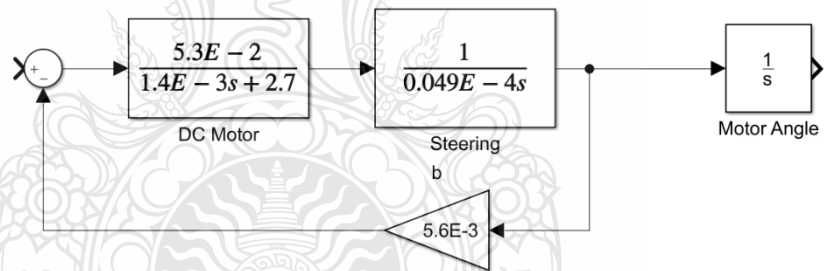 +
−
5.3E − 2
1.4E − 3s + 2.7
DC Motor
1
0.049E − 4s
Steering
b
5.6E-3
1
s
Motor Angle